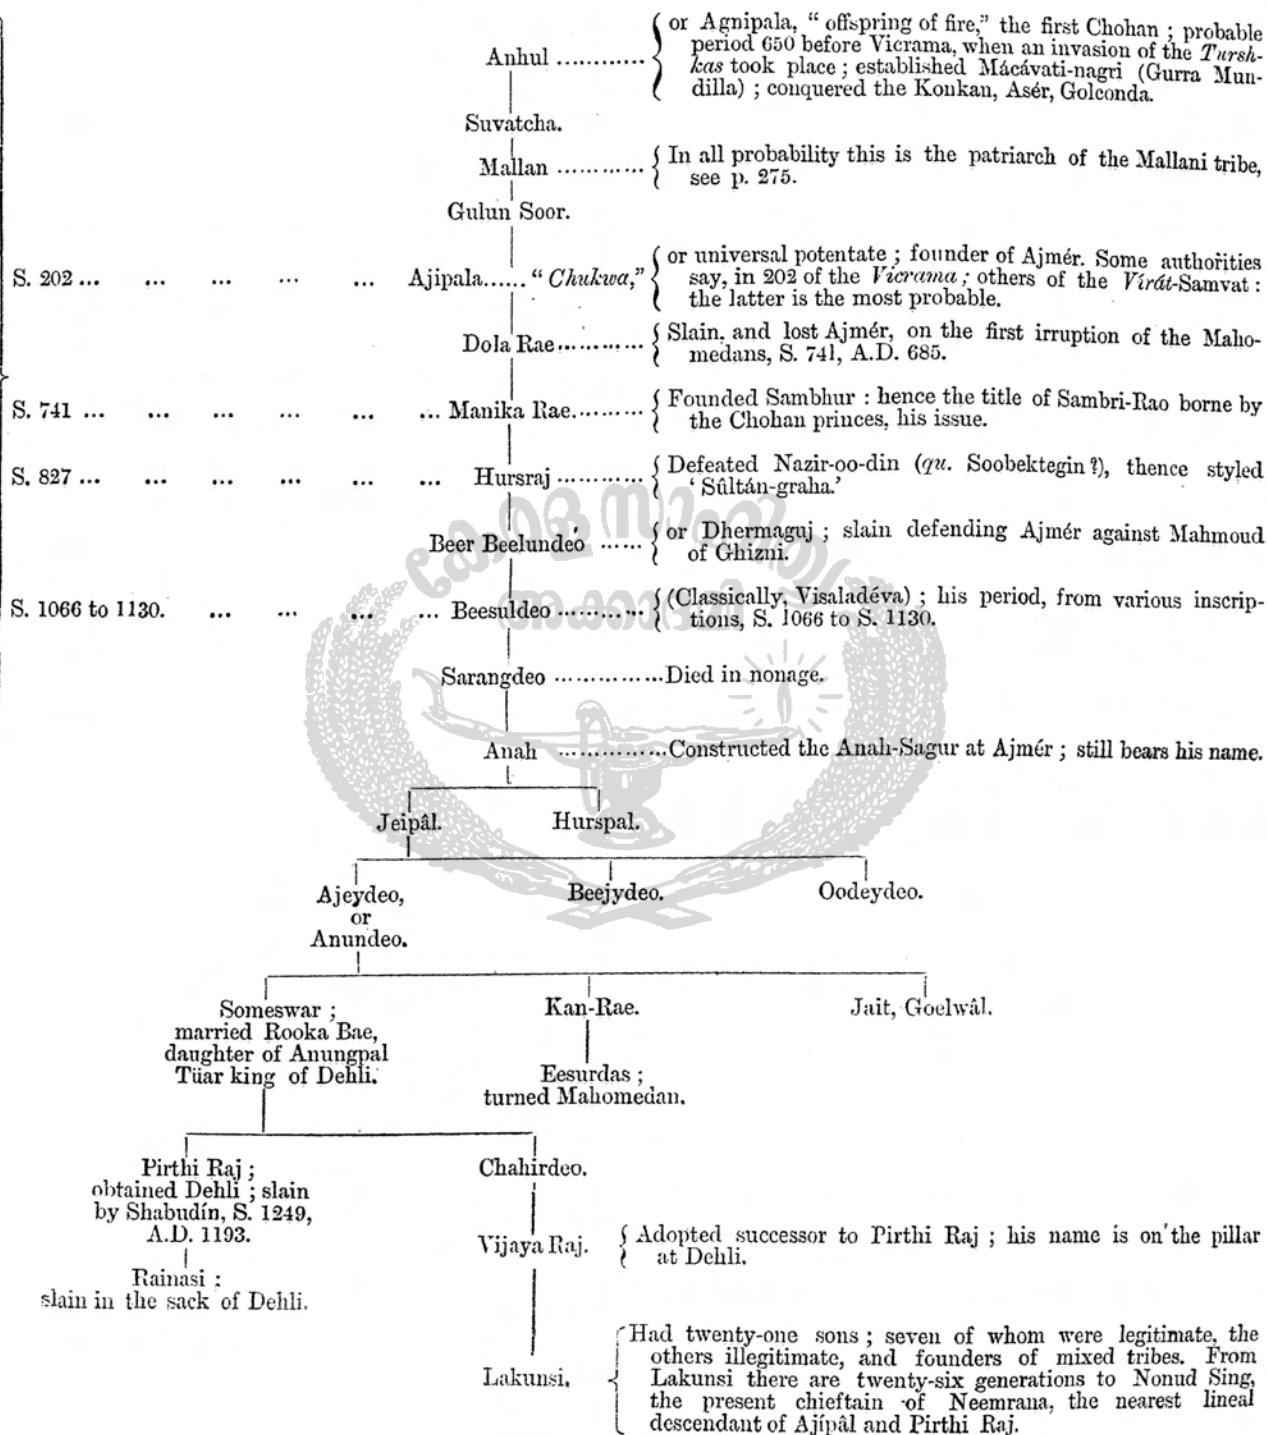 Anhul ............ { or Agnipala, “ offspring of fire,” the first Chohan ; probable
period 650 before Vicrama, when an invasion of the Tursh-
kas took place ; established Mácávati-nagri (Gurra Mun-
dilla) ; conquered the Konkan, Asér, Golconda.
Suvatcha.
Mallan ............ { In all probability this is the patriarch of the Mallani tribe,
see p. 275.
Gulun Soor.
S. 202 ... ... ... ... ... Ajipala...... “ Chukwa,” { or universal potentate ; founder of Ajmér. Some authorities
say, in 202 of the Vicrama ; others of the Virát-Samvat :
the latter is the most probable.
Dola Rae............ { Slain, and lost Ajmér, on the first irruption of the Maho-
medans, S. 741, A.D. 685.
S. 741 ... ... ... ... ... ... Manika Rae.......... { Founded Sambhur : hence the title of Sambri-Rao borne by
the Chohan princes, his issue.
S. 827 ... ... ... ... ... ... Hursraj ............ { Defeated Nazir-oo-din (qu. Soobektegin ?), thence styled
‘ Sûltán-graha.’
Beer Beelundeo ...... { or Dhermaguj ; slain defending Ajmér against Mahmoud
of Ghizni.
കേരള സാഹിത്യ
അക്കാദമി
S. 1066 to 1130. ... ... ... ... Beesuldeo ............ { (Classically, Visaladéva) ; his period, from various inscrip-
tions, S. 1066 to S. 1130.
Sarangdeo ...............Died in nonage.
Anah ...............Constructed the Anah-Sagur at Ajmér ; still bears his name.
Jeipâl. Hurspal.
Ajeydeo, Beejydeo. Oodeydeo.
or
Anundeo.
Someswar ; Kan-Rae. Jait, Goelwâl.
married Rooka Bae,
daughter of Anungpal
Tüar king of Dehli.
Eesurdas ;
turned Mahomedan.
Pirthi Raj ; Chahirdeo.
obtained Dehli ; slain
by Shabudín, S. 1249,
A.D. 1193.
Vijaya Raj. { Adopted successor to Pirthi Raj ; his name is on the pillar
at Dehli.
Rainasi :
slain in the sack of Dehli.
Lakunsi. { Had twenty-one sons ; seven of whom were legitimate, the
others illegitimate, and founders of mixed tribes. From
Lakunsi there are twenty-six generations to Nonud Sing,
the present chieftain of Neemrana, the nearest lineal
descendant of Ajípâl and Pirthi Raj.